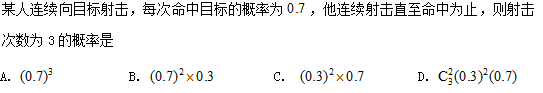 某人连续向目标射击，每次命中目标的概率为 0.7 ，他连续射击直至命中为止，则射击
次数为 3 的概率是
A. (0.7)³ B. (0.7)²×0.3 C. (0.3)²×0.7 D. C₃²(0.3)²(0.7)